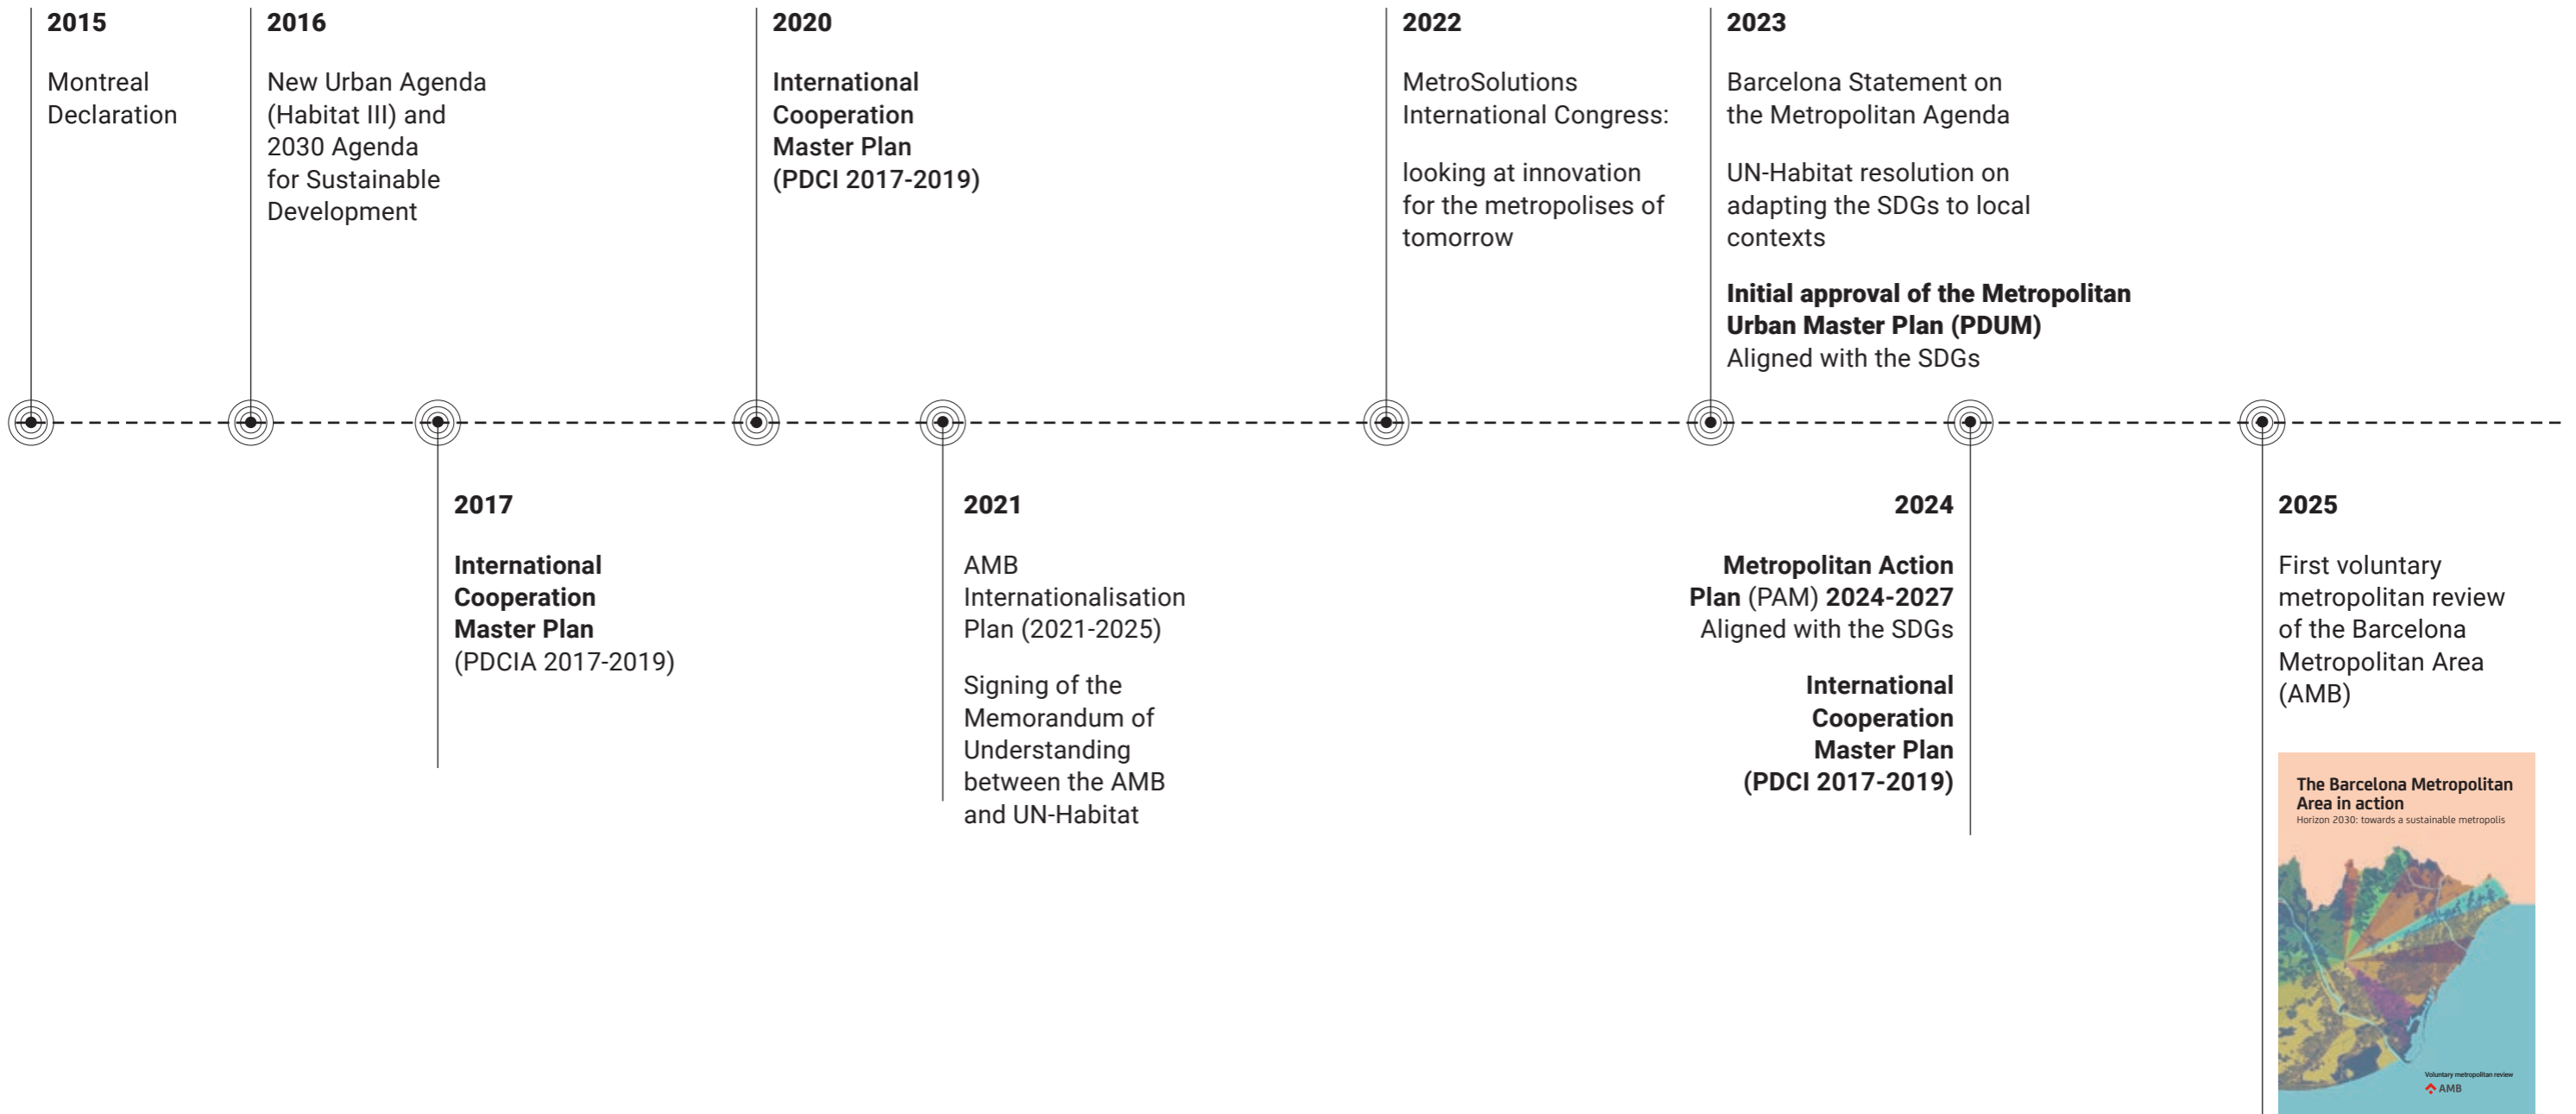 2015
Montreal
Declaration
2016
New Urban Agenda
(Habitat III) and
2030 Agenda
for Sustainable
Development
2017
International
Cooperation
Master Plan
(PDCIA 2017-2019)
2020
International
Cooperation
Master Plan
(PDCI 2017-2019)
2021
AMB
Internationalisation
Plan (2021-2025)
Signing of the
Memorandum of
Understanding
between the AMB
and UN-Habitat
2022
MetroSolutions
International Congress:
looking at innovation
for the metropolises of
tomorrow
2023
Barcelona Statement on
the Metropolitan Agenda
UN-Habitat resolution on
adapting the SDGs to local
contexts
Initial approval of the Metropolitan
Urban Master Plan (PDUM)
Aligned with the SDGs
2024
Metropolitan Action
Plan (PAM) 2024-2027
Aligned with the SDGs
International
Cooperation
Master Plan
(PDCI 2017-2019)
2025
First voluntary
metropolitan review
of the Barcelona
Metropolitan Area
(AMB)
The Barcelona Metropolitan
Area in action
Horizon 2030: towards a sustainable metropolis
Voluntary metropolitan review
AMB